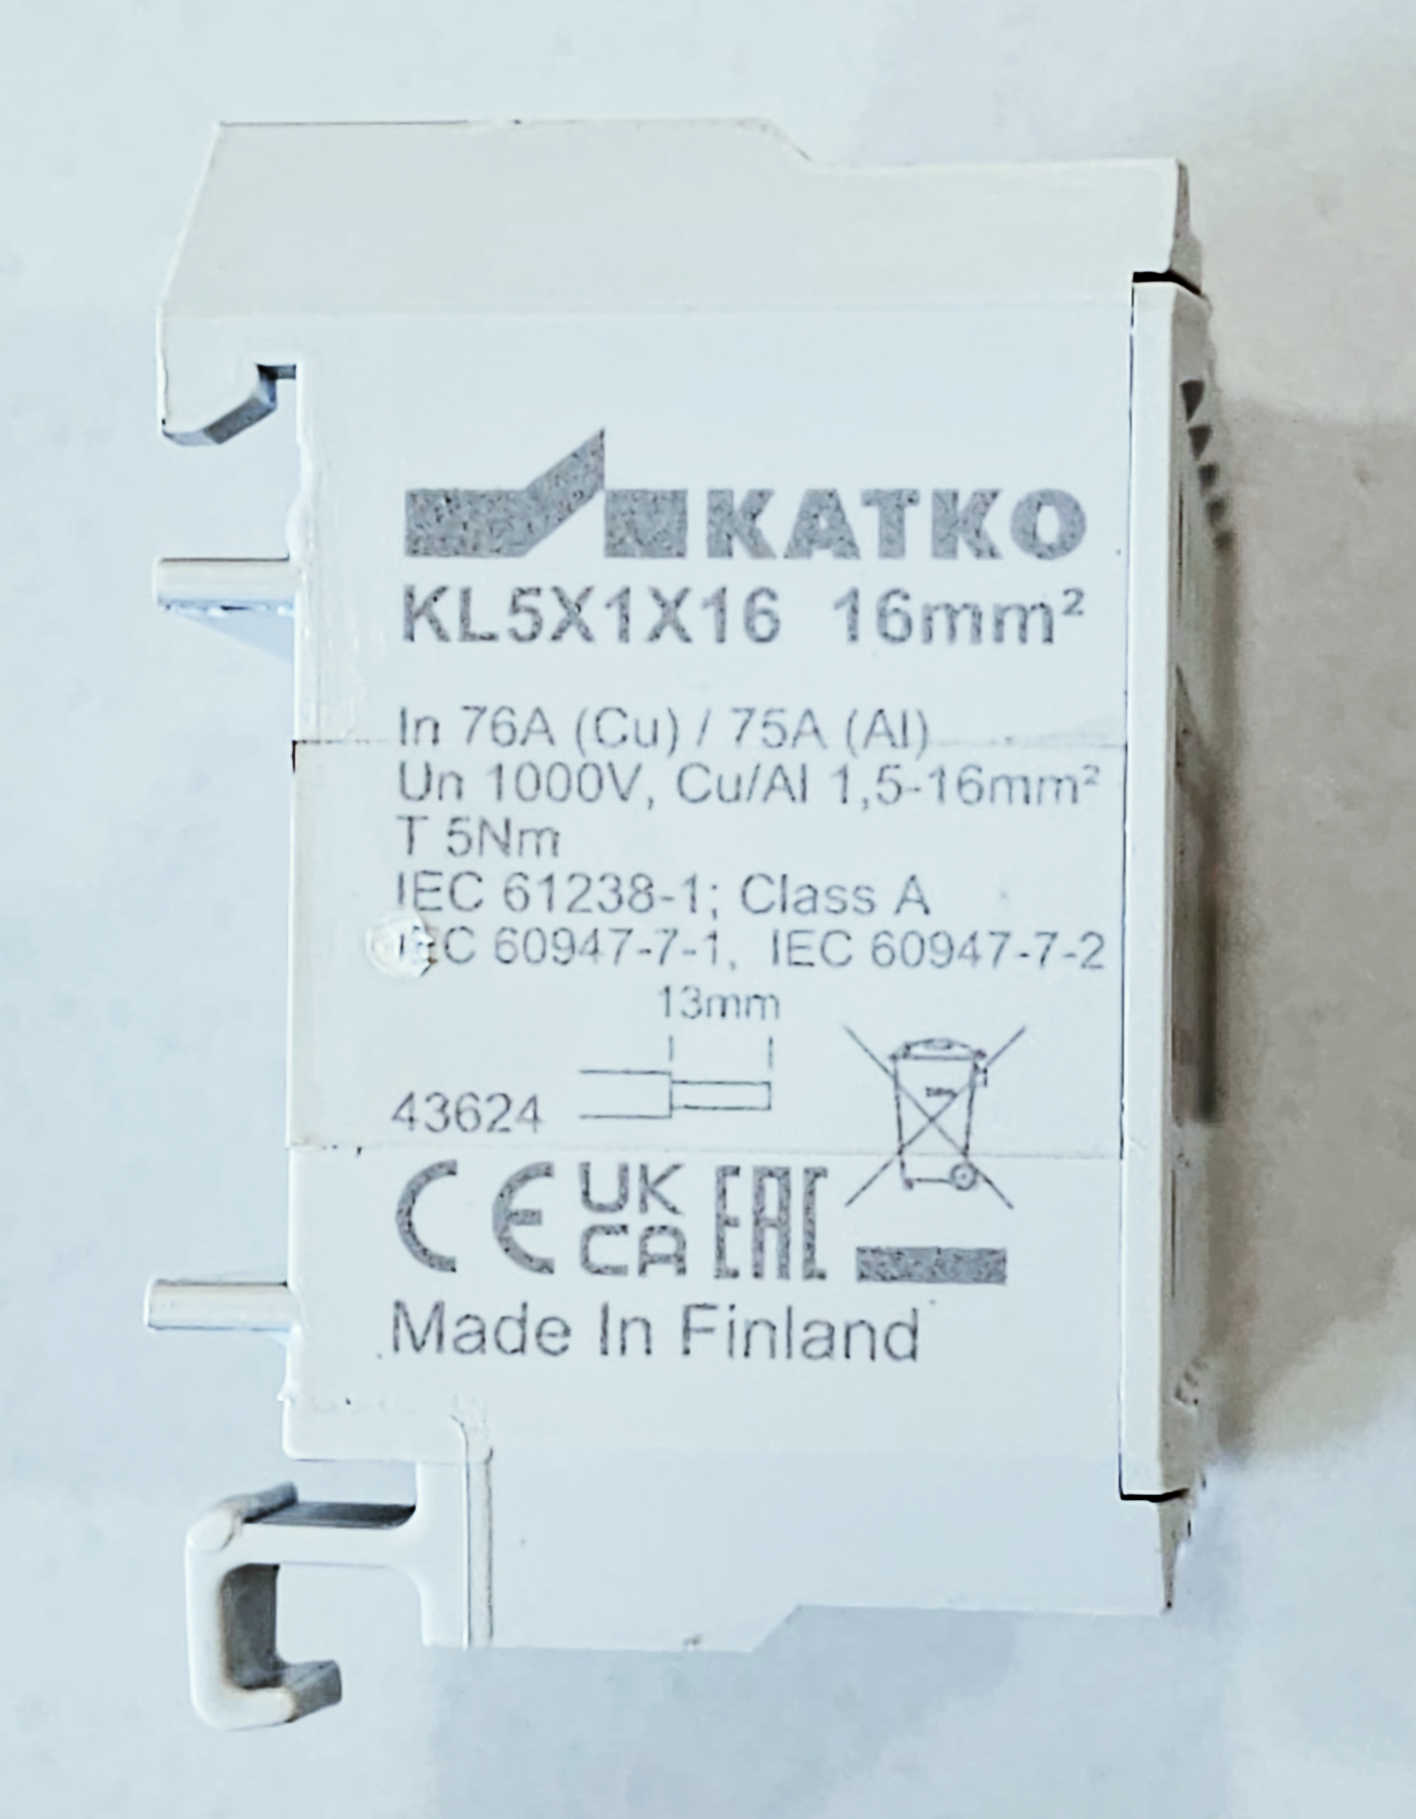 KATKO
KL5X1X16 16mm²
In 76A (Cu) / 75A (Al)
Un 1000V, Cu/Al 1,5-16mm²
T 5Nm
IEC 61238-1; Class A
IEC 60947-7-1, IEC 60947-7-2
13mm
43624
CE UK CA EAC
Made In Finland